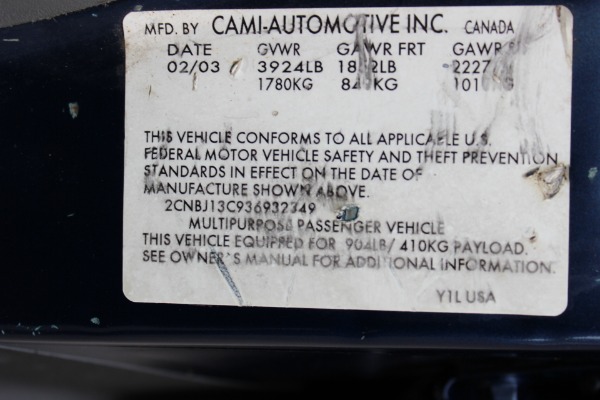 MFD. BY CAMI-AUTOMOTIVE INC. CANADA
DATE GVWR GAWR FRT GAWR
02/03 3924LB
1780KG
THIS VEHICLE CONFORMS TO ALL APPLICABLE U.S.
FEDERAL MOTOR VEHICLE SAFETY AND THEFT PREVENTION
STANDARDS IN EFFECT ON THE DATE OF
MANUFACTURE SHOWN ABOVE.
2CNBJ13C936932349
MULTIPURPOSE PASSENGER VEHICLE
THIS VEHICLE EQUIPPED FOR 904LB/ 410KG PAYLOAD.
SEE OWNER'S MANUAL FOR ADDITIONAL INFORMATION.
Y1L USA